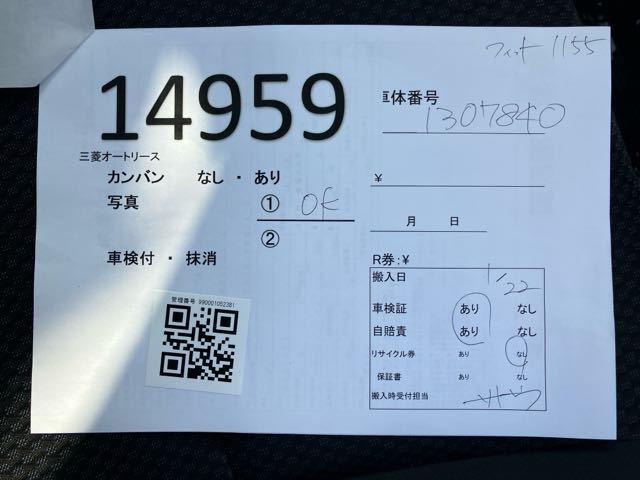 フィット 1155
14959
車体番号
1307840
三菱オートリース
カンバン なし ・ あり
¥
写真 ① OK
②
月 日
車検付 ・ 抹消
R券:¥
搬入日 1/22
管理番号 990001052381
車検証 あり なし
自賠責 あり なし
リサイクル券 あり なし
保証書 あり なし
搬入時受付担当